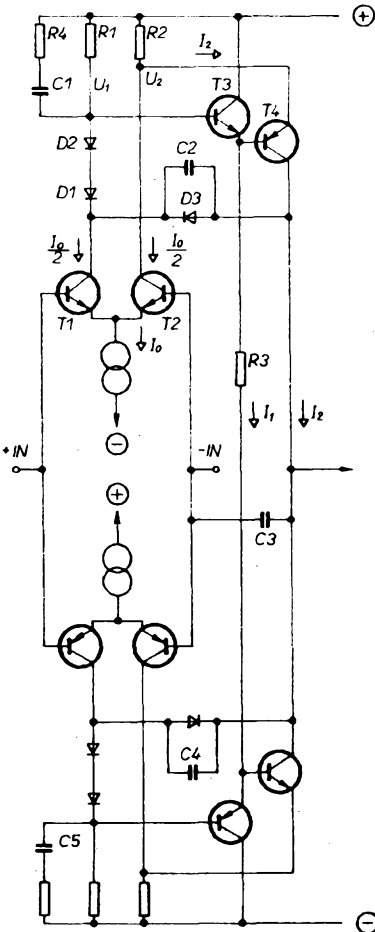 +
R4
R1
R2
I₂
C1
U₁
U₂
T3
T4
D2
C2
D1
D3
I₀/2
I₀/2
T1
T2
I₀
R3
I₁
I₂
−
+IN
−IN
+
C3
C4
C5
−